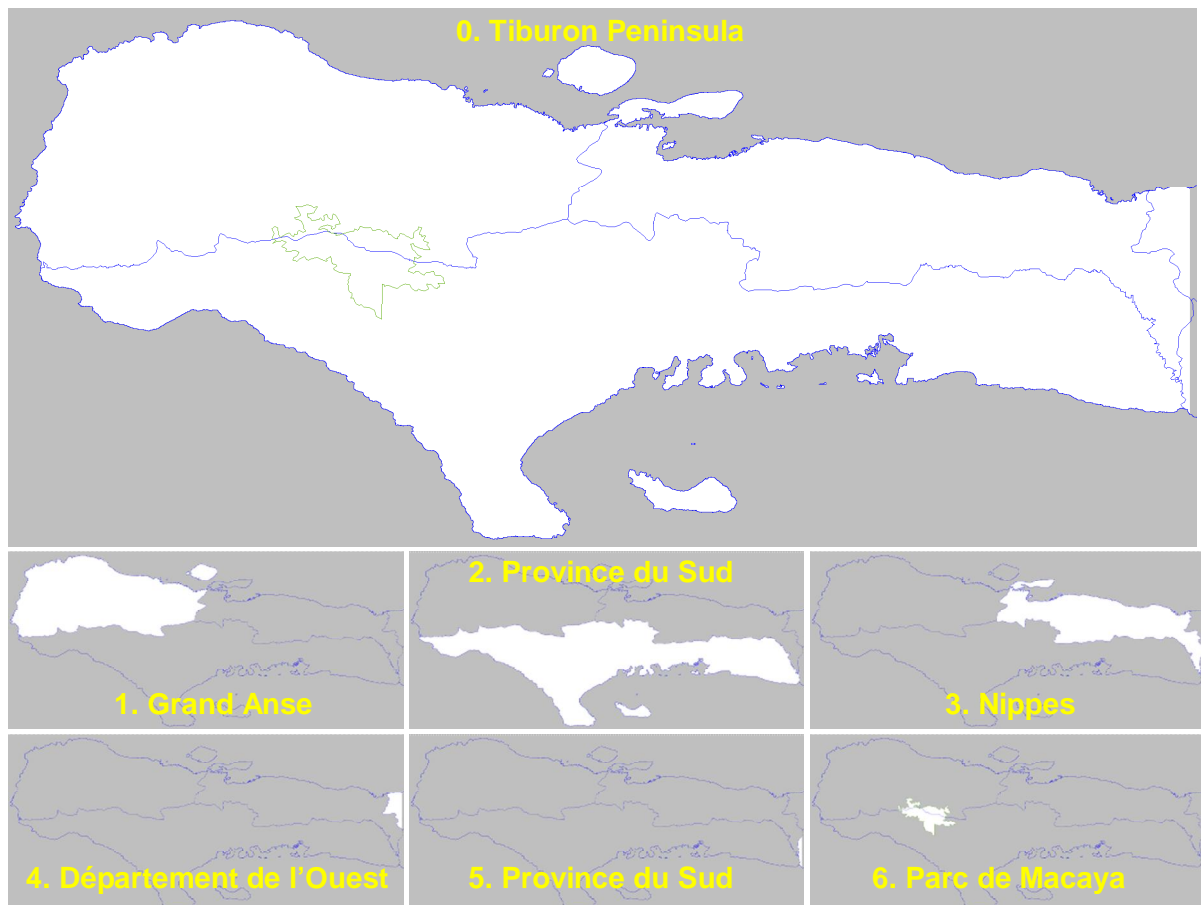 0. Tiburon Peninsula
1. Grand Anse
2. Province du Sud
3. Nippes
4. Département de l’Ouest
5. Province du Sud
6. Parc de Macaya